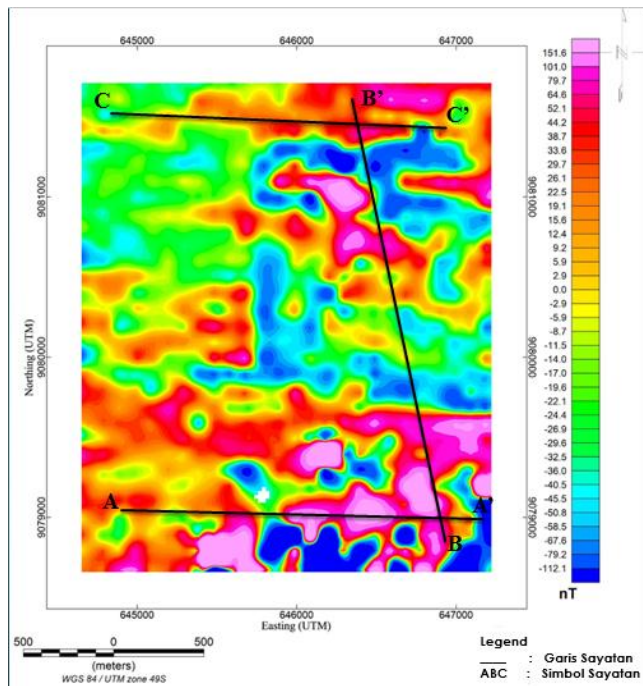 645000 646000 647000
151.6
101.0
79.7
64.6
52.1
44.2
38.7
33.6
29.7
26.1
22.5
19.1
15.2
12.4
9.2
5.9
2.9
0.0
-2.9
-5.9
-8.7
-11.5
-14.0
-17.0
-19.2
-22.1
-24.4
-26.9
-29.7
-32.9
-36.0
-40.5
-45.5
-50.8
-58.8
-67.6
-79.2
-112.1
nT
B'
C
C'
9081000 9081000
Northing (UTM)
9080000 9080000
A
A'
9079000 9079000
B
645000 646000 647000
Easting (UTM)
500 0 500
(meters)
WGS 84 / UTM zone 49S
Legend
: Garis Sayatan
ABC : Simbol Sayatan